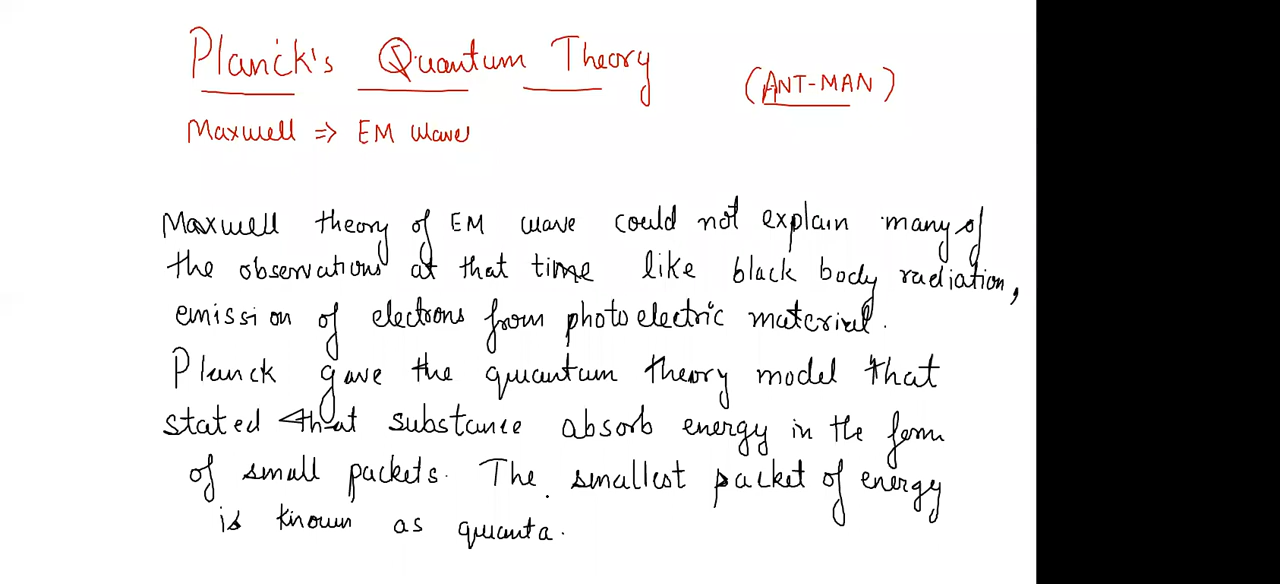 Planck's Quantum Theory (ANT-MAN)
Maxwell => EM wave
Maxwell theory of EM wave could not explain many of
the observations at that time like black body radiation,
emission of electrons from photoelectric material.
Planck gave the quantum theory model that
stated that substance absorb energy in the form
of small packets. The smallest packet of energy
is known as quanta.